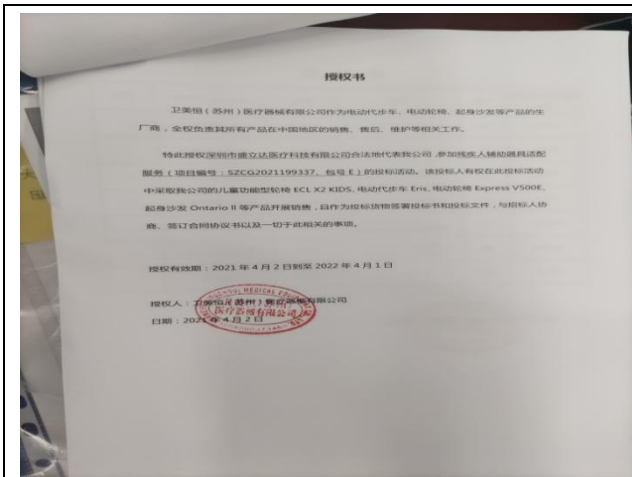 授权书
卫美恒(苏州)医疗器械有限公司作为电动代步车、电动轮椅、起身沙发等产品的生
厂商,全权负责其所有产品在中国地区的销售、售后、维护等相关工作。
特此授权深圳市盛立达医疗科技有限公司合法地代表我公司,参加残疾人辅助器具适配
服务(项目编号:SZCG2021199337,包号 E)的投标活动。该投标人有权在此投标活动
中采取我公司的儿童功能型轮椅 ECL X2 KIDS, 电动代步车 Eris, 电动轮椅 Express V500E,
起身沙发 Ontario II 等产品开展销售,且作为投标货物签署投标书和投标文件,与招标人协
商、签订合同协议书以及一切于此相关的事项。
授权有效期:2021 年 4 月 2 日到至 2022 年 4 月 1 日
授权人:卫美恒(苏州)医疗器械有限公司
医疗器械有限公司
日期:2021 年 4 月 2 日